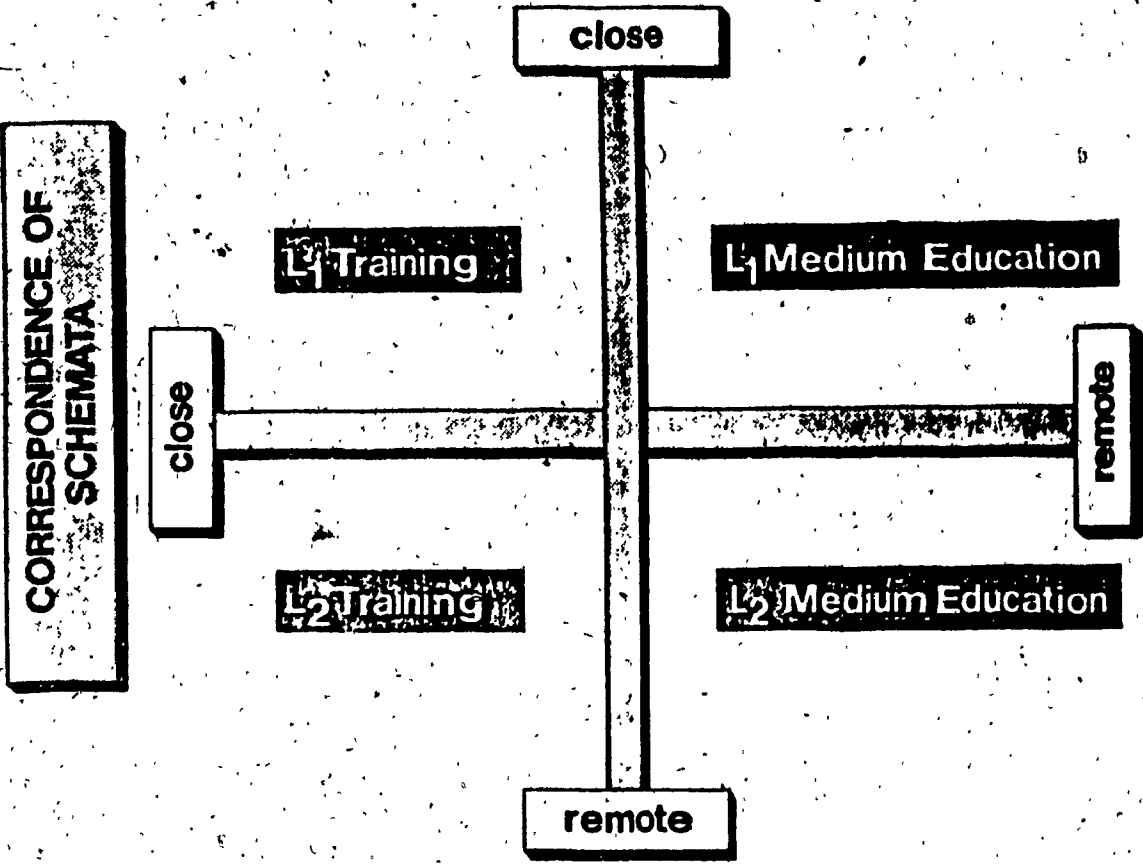 close
CORRESPONDENCE OF
SCHEMATA
L₁ Training
L₁ Medium Education
close
remote
L₂ Training
L₂ Medium Education
remote